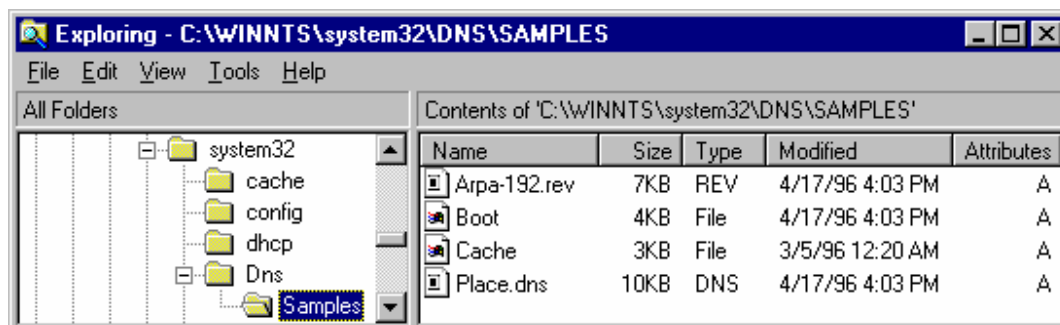 Exploring - C:\WINNTS\system32\DNS\SAMPLES
File Edit View Tools Help
All Folders
Contents of 'C:\WINNTS\system32\DNS\SAMPLES'
system32
cache
config
dhcp
Dns
Samples
Name Size Type Modified Attributes
Arpa-192.rev 7KB REV 4/17/96 4:03 PM A
Boot 4KB File 4/17/96 4:03 PM A
Cache 3KB File 3/5/96 12:20 AM A
Place.dns 10KB DNS 4/17/96 4:03 PM A